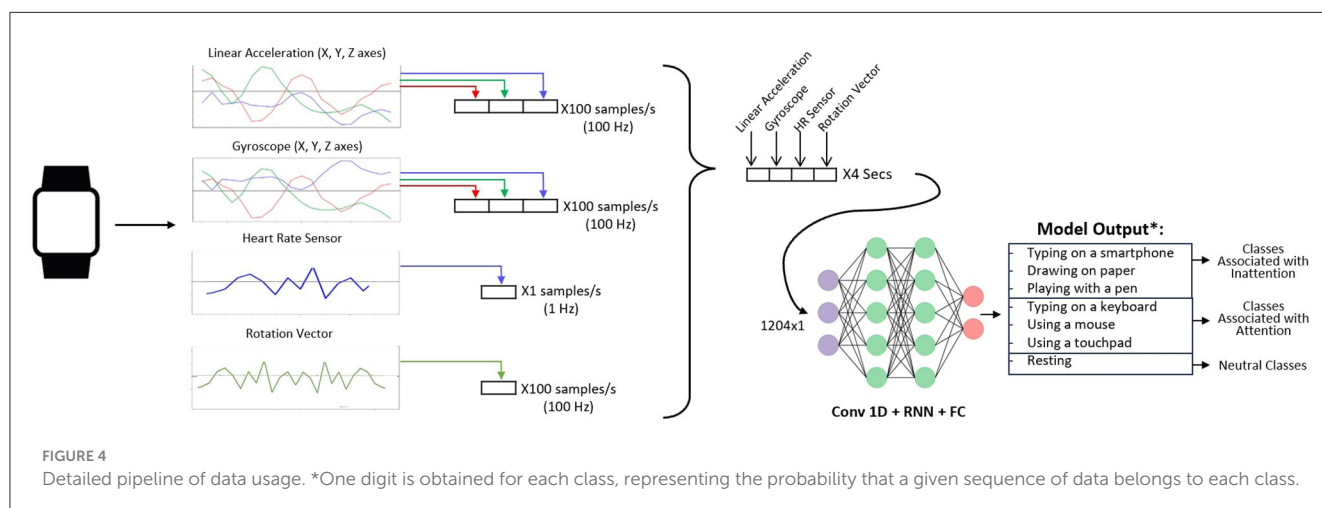 Linear Acceleration (X, Y, Z axes)
X100 samples/s
(100 Hz)
Gyroscope (X, Y, Z axes)
X100 samples/s
(100 Hz)
Heart Rate Sensor
X1 samples/s
(1 Hz)
Rotation Vector
X100 samples/s
(100 Hz)
Linear Acceleration
Gyroscope
HR Sensor
Rotation Vector
X4 Secs
1204x1
Conv 1D + RNN + FC
Model Output*:
Typing on a smartphone
Drawing on paper
Playing with a pen
Typing on a keyboard
Using a mouse
Using a touchpad
Resting
Classes
Associated with
Inattention
Classes
Associated with
Attention
Neutral Classes
FIGURE 4
Detailed pipeline of data usage. *One digit is obtained for each class, representing the probability that a given sequence of data belongs to each class.